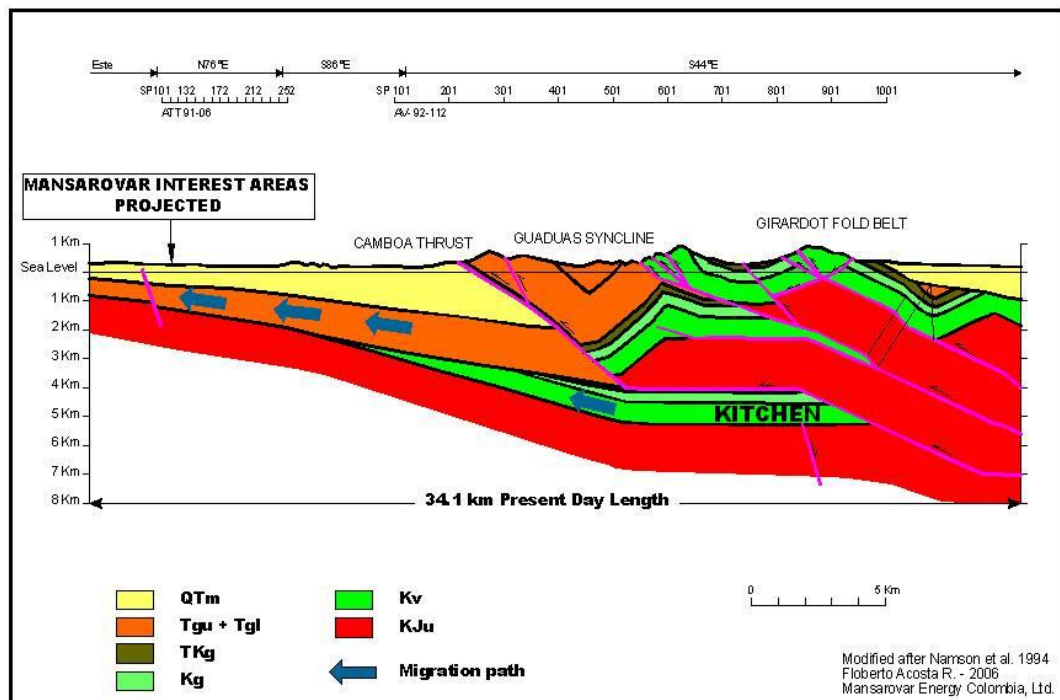 Este N76°E S86°E S44°E
SP101 132 172 212 252 SP 101 201 301 401 501 601 701 801 901 1001
ATT 91-06 AV-92-112
MANSAROVAR INTEREST AREAS
PROJECTED
CAMBOA THRUST GUADUAS SYNCLINE GIRARDOT FOLD BELT
1 Km
Sea Level
1 Km
2 Km
3 Km
4 Km
5 Km
6 Km
7 Km
8 Km
KITCHEN
34.1 km Present Day Length
0 5 Km
QTm Kv
Tgu + Tgl KJu
TKg
Kg Migration path
Modified after Namson et al. 1994
Floberto Acosta R. - 2006
Mansarovar Energy Colombia, Ltd.